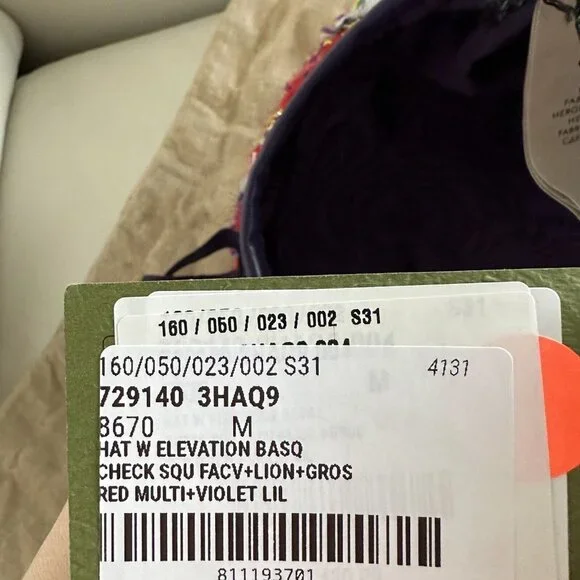 S31
160 / 050 / 023 / 002 S31
M
160/050/023/002 S31 4131
729140 3HAQ9
8670 M
HAT W ELEVATION BASQ
CHECK SQU FACV+LION+GROS
RED MULTI+VIOLET LIL
811193701